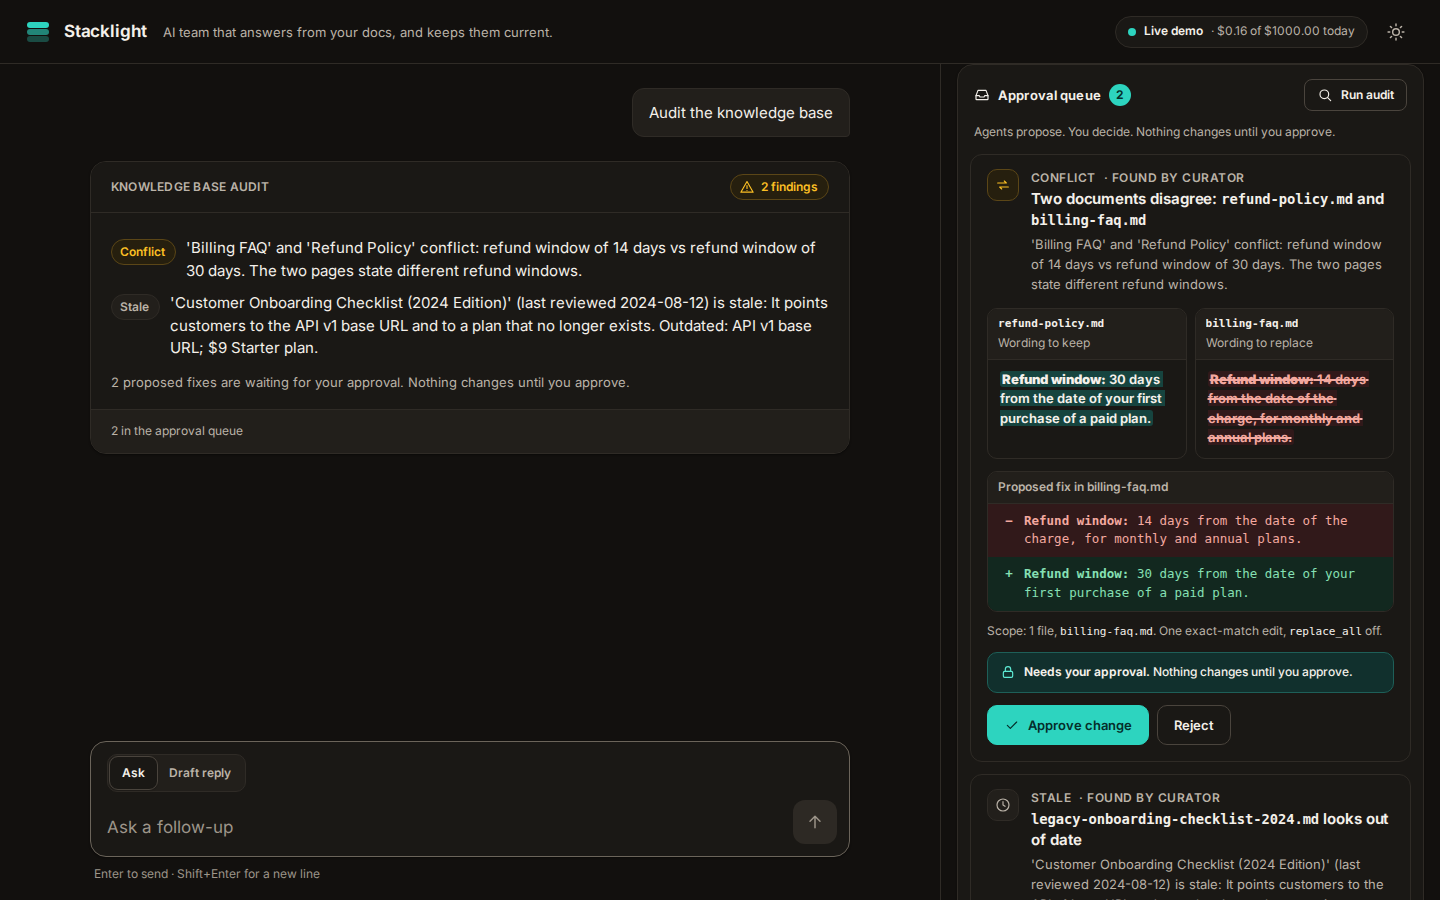 Stacklight AI team that answers from your docs, and keeps them current.
Live demo · $0.16 of $1000.00 today
Audit the knowledge base
KNOWLEDGE BASE AUDIT
2 findings
Conflict
'Billing FAQ' and 'Refund Policy' conflict: refund window of 14 days vs refund window of
30 days. The two pages state different refund windows.
Stale
'Customer Onboarding Checklist (2024 Edition)' (last reviewed 2024-08-12) is stale: It points
customers to the API v1 base URL and to a plan that no longer exists. Outdated: API v1 base
URL; $9 Starter plan.
2 proposed fixes are waiting for your approval. Nothing changes until you approve.
2 in the approval queue
Ask
Draft reply
Ask a follow-up
Enter to send · Shift+Enter for a new line
Approval queue 2
Run audit
Agents propose. You decide. Nothing changes until you approve.
CONFLICT · FOUND BY CURATOR
Two documents disagree: refund-policy.md and
billing-faq.md
'Billing FAQ' and 'Refund Policy' conflict: refund window
of 14 days vs refund window of 30 days. The two pages
state different refund windows.
refund-policy.md
Wording to keep
Refund window: 30 days
from the date of your first
purchase of a paid plan.
billing-faq.md
Wording to replace
Refund window: 14 days
from the date of the
charge, for monthly and
annual plans.
Proposed fix in billing-faq.md
− Refund window: 14 days from the date of the
charge, for monthly and annual plans.
+ Refund window: 30 days from the date of your
first purchase of a paid plan.
Scope: 1 file, billing-faq.md. One exact-match edit, replace_all off.
Needs your approval. Nothing changes until you approve.
Approve change
Reject
STALE · FOUND BY CURATOR
legacy-onboarding-checklist-2024.md looks out
of date
'Customer Onboarding Checklist (2024 Edition)' (last
reviewed 2024-08-12) is stale: It points customers to the